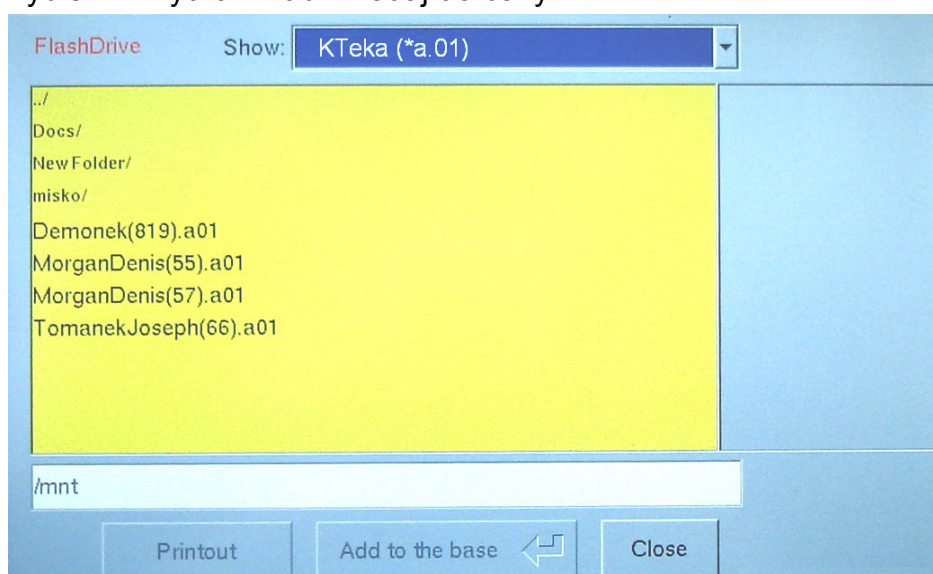 FlashDrive Show: KTeka (*a.01)
../
Docs/
New Folder/
misko/
Demonek(819).a01
MorganDenis(55).a01
MorganDenis(57).a01
TomanekJoseph(66).a01
/mnt
Printout Add to the base Close